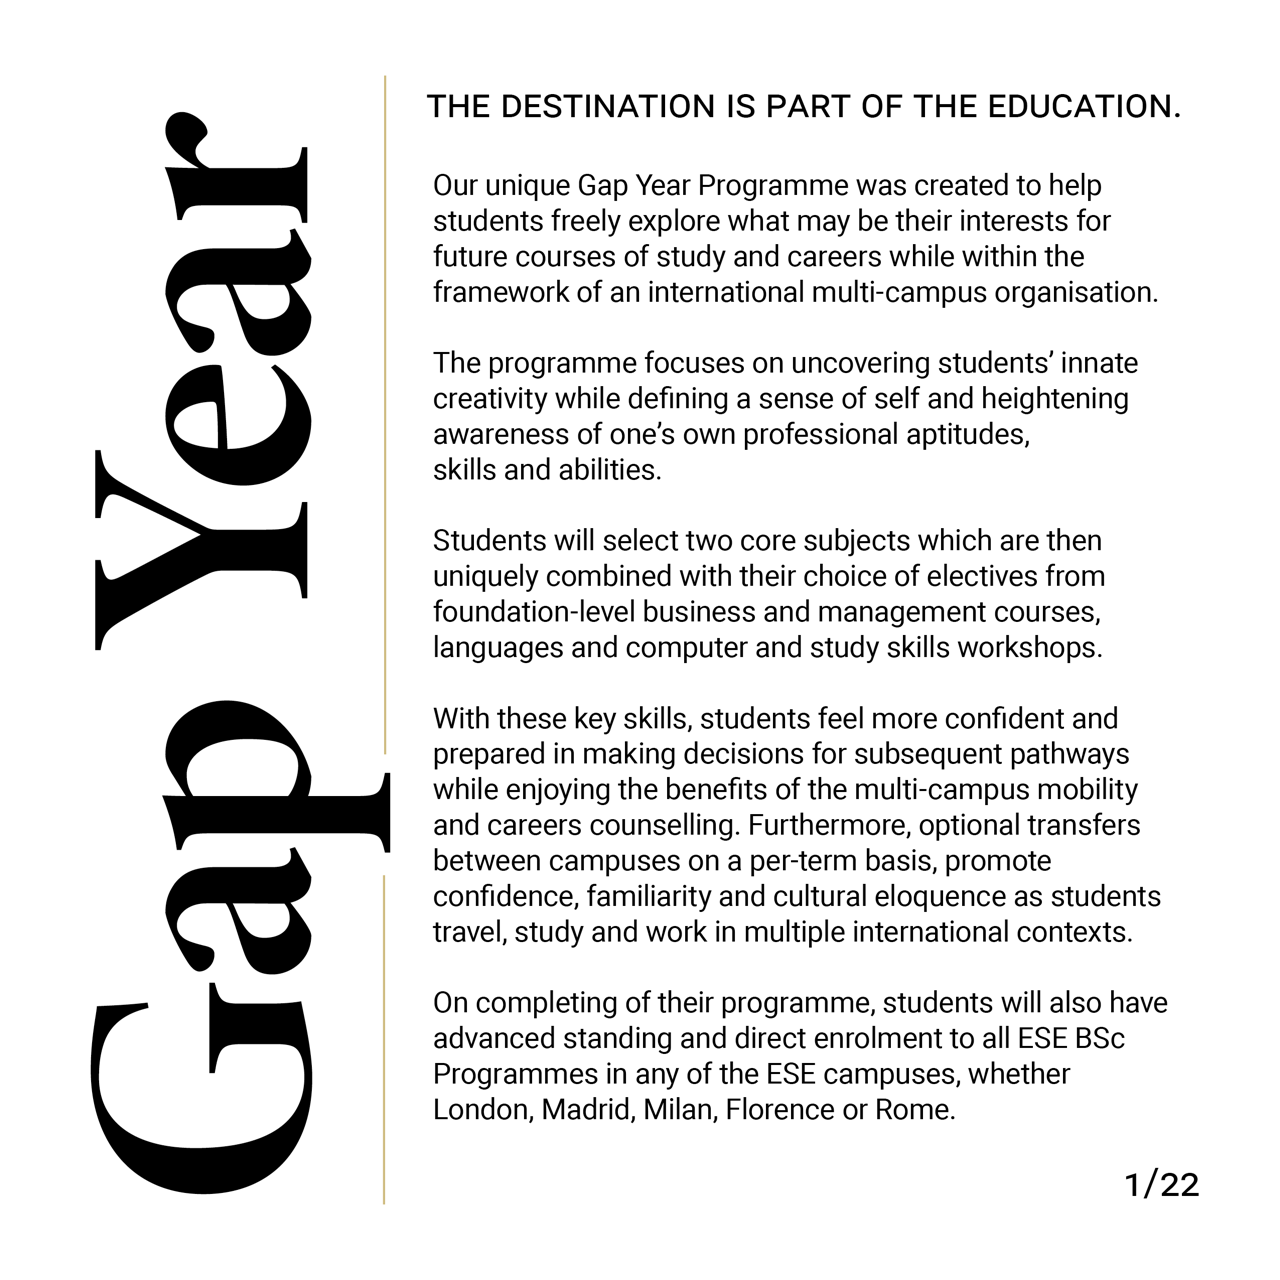 Gap Year
THE DESTINATION IS PART OF THE EDUCATION.
Our unique Gap Year Programme was created to help
students freely explore what may be their interests for
future courses of study and careers while within the
framework of an international multi-campus organisation.
The programme focuses on uncovering students’ innate
creativity while defining a sense of self and heightening
awareness of one’s own professional aptitudes,
skills and abilities.
Students will select two core subjects which are then
uniquely combined with their choice of electives from
foundation-level business and management courses,
languages and computer and study skills workshops.
With these key skills, students feel more confident and
prepared in making decisions for subsequent pathways
while enjoying the benefits of the multi-campus mobility
and careers counselling. Furthermore, optional transfers
between campuses on a per-term basis, promote
confidence, familiarity and cultural eloquence as students
travel, study and work in multiple international contexts.
On completing of their programme, students will also have
advanced standing and direct enrolment to all ESE BSc
Programmes in any of the ESE campuses, whether
London, Madrid, Milan, Florence or Rome.
1/22